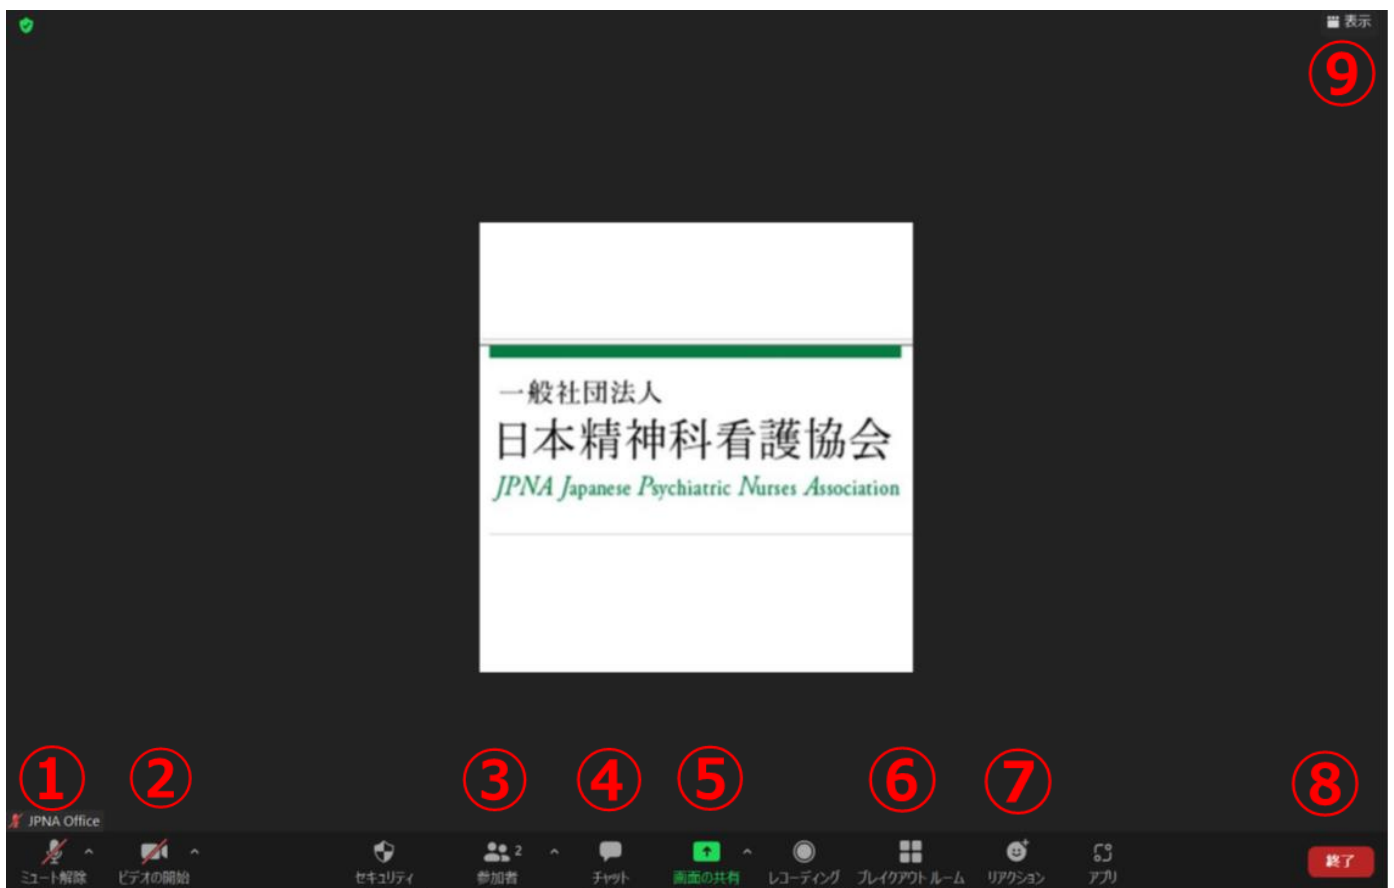 表示
⑨
一般社団法人
日本精神科看護協会
JPNA Japanese Psychiatric Nurses Association
① ② ③ ④ ⑤ ⑥ ⑦ ⑧
JPNA Office
2
ミュート解除 ビデオの開始 セキュリティ 参加者 チャット 画面の共有 レコーディング ブレイクアウト ルーム リアクション アプリ 終了